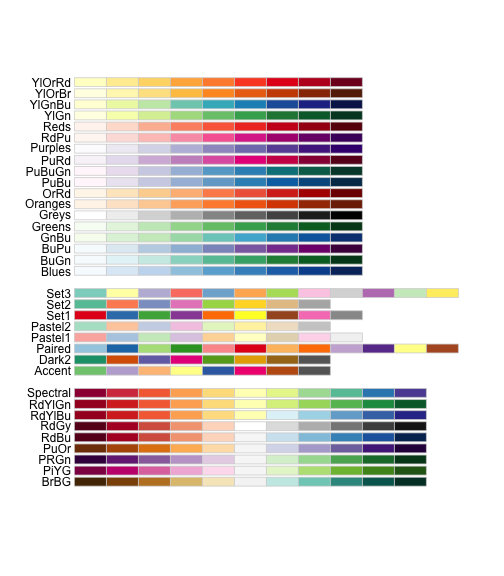 YlOrRd
YlOrBr
YlGnBu
YlGn
Reds
RdPu
Purples
PuRd
PuBuGn
PuBu
OrRd
Oranges
Greys
Greens
GnBu
BuPu
BuGn
Blues
Set3
Set2
Set1
Pastel2
Pastel1
Paired
Dark2
Accent
Spectral
RdYlGn
RdYlBu
RdGy
RdBu
PuOr
PRGn
PiYG
BrBG